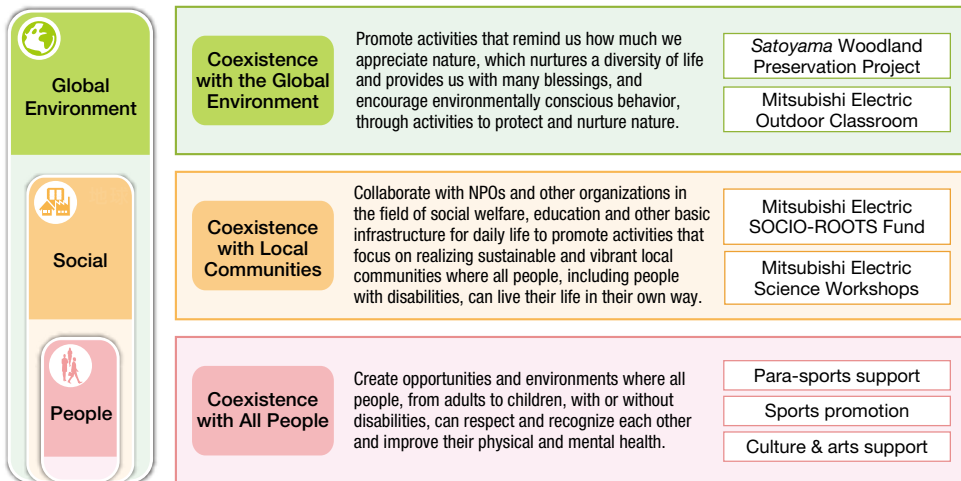 Global
Environment
Coexistence
with the Global
Environment
Promote activities that remind us how much we
appreciate nature, which nurtures a diversity of life
and provides us with many blessings, and
encourage environmentally conscious behavior,
through activities to protect and nurture nature.
Satoyama Woodland
Preservation Project
Mitsubishi Electric
Outdoor Classroom
Social
Coexistence
with Local
Communities
Collaborate with NPOs and other organizations in
the field of social welfare, education and other basic
infrastructure for daily life to promote activities that
focus on realizing sustainable and vibrant local
communities where all people, including people
with disabilities, can live their life in their own way.
Mitsubishi Electric
SOCIO-ROOTS Fund
Mitsubishi Electric
Science Workshops
People
Coexistence
with All People
Create opportunities and environments where all
people, from adults to children, with or without
disabilities, can respect and recognize each other
and improve their physical and mental health.
Para-sports support
Sports promotion
Culture & arts support